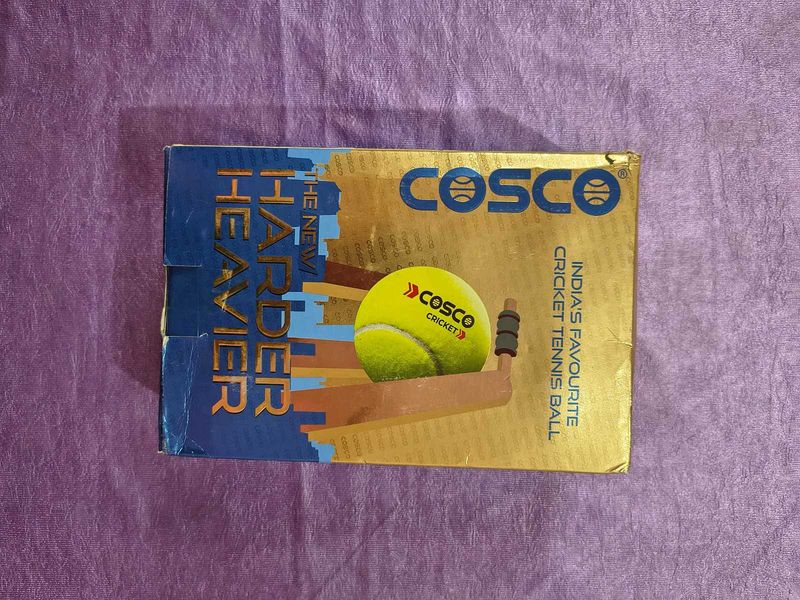 COSCO®
INDIA'S FAVOURITE
CRICKET TENNIS BALL
COSCO
CRICKET
THE NEW
HARDER
HEAVIER